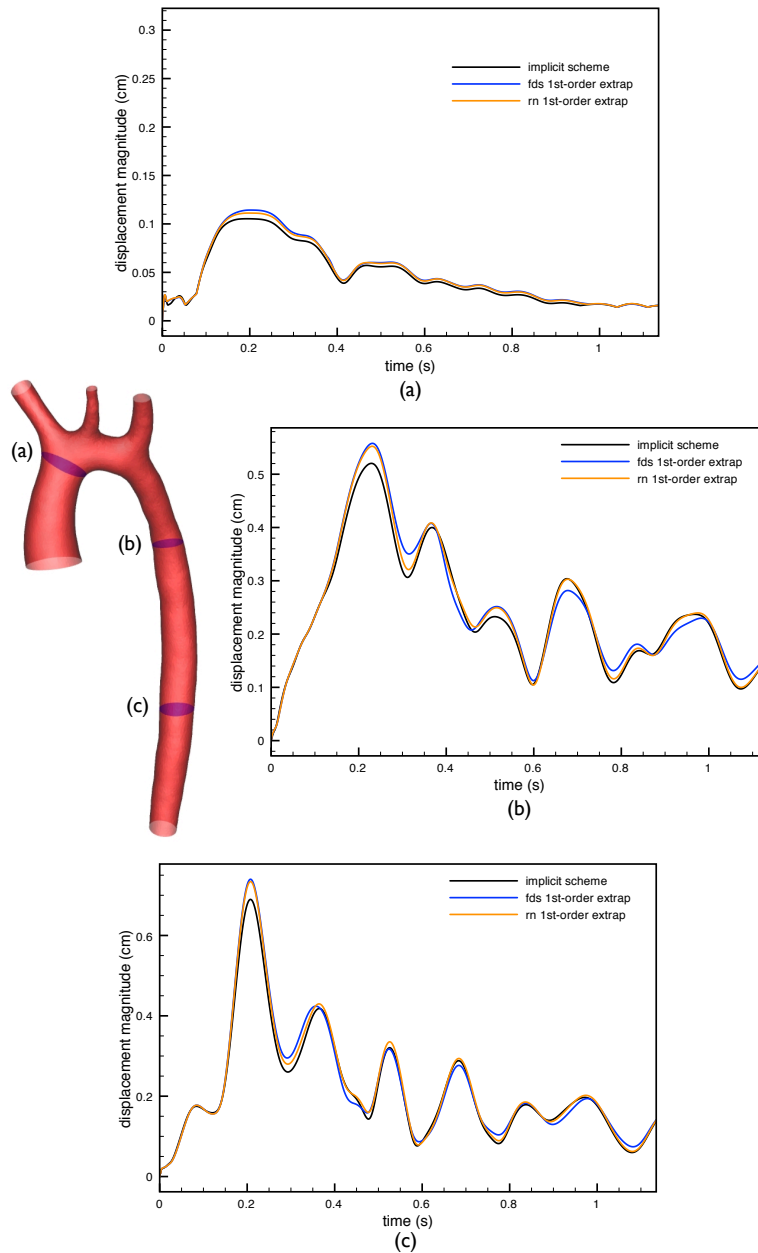 0.3
0.25
0.2
0.15
0.1
0.05
0
displacement magnitude (cm)
implicit scheme
fds 1st-order extrap
rn 1st-order extrap
0 0.2 0.4 0.6 0.8 1
time (s)
(a)
(a)
(b)
(c)
0.5
0.4
0.3
0.2
0.1
0
displacement magnitude (cm)
implicit scheme
fds 1st-order extrap
rn 1st-order extrap
0 0.2 0.4 0.6 0.8 1
time (s)
(b)
0.6
0.4
0.2
0
displacement magnitude (cm)
implicit scheme
fds 1st-order extrap
rn 1st-order extrap
0 0.2 0.4 0.6 0.8 1
time (s)
(c)